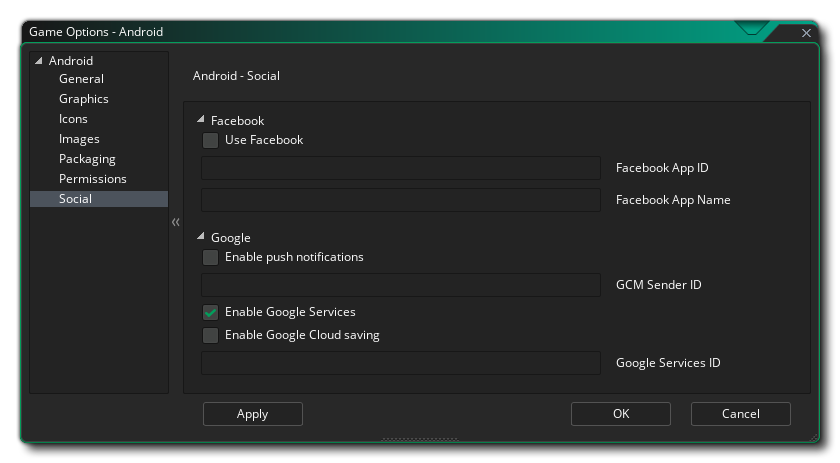 Game Options - Android
Android
General
Graphics
Icons
Images
Packaging
Permissions
Social
Android - Social
Facebook
Use Facebook
Facebook App ID
Facebook App Name
Google
Enable push notifications
GCM Sender ID
Enable Google Services
Enable Google Cloud saving
Google Services ID
Apply
OK
Cancel